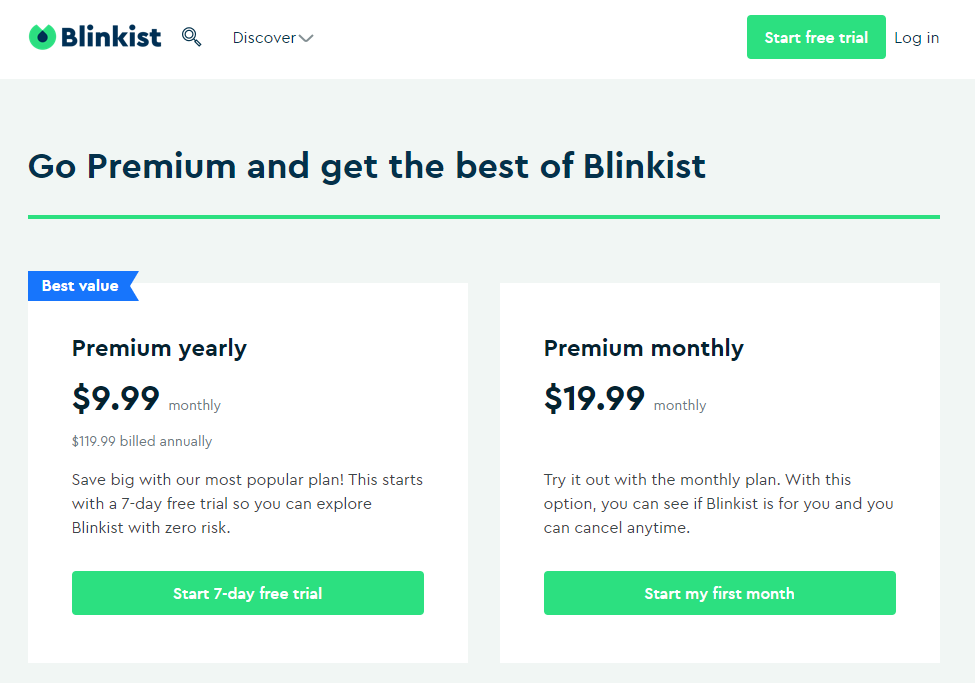 Blinkist
Discover
Start free trial
Log in
Go Premium and get the best of Blinkist
Best value
Premium yearly
$9.99 monthly
$119.99 billed annually
Save big with our most popular plan! This starts
with a 7-day free trial so you can explore
Blinkist with zero risk.
Start 7-day free trial
Premium monthly
$19.99 monthly
Try it out with the monthly plan. With this
option, you can see if Blinkist is for you and you
can cancel anytime.
Start my first month